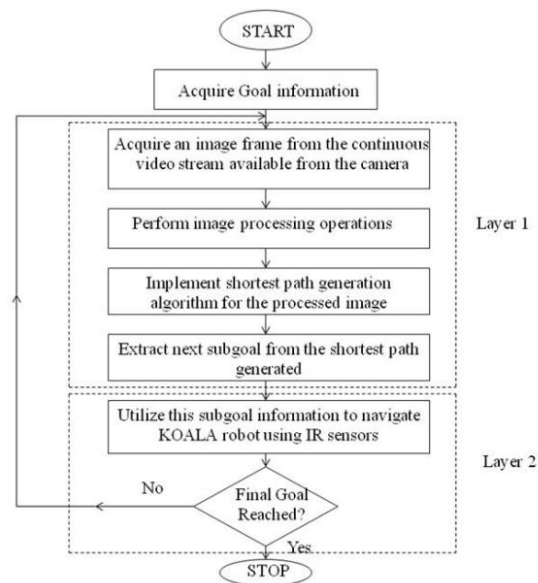 START
Acquire Goal information
Acquire an image frame from the continuous
video stream available from the camera
Perform image processing operations
Layer 1
Implement shortest path generation
algorithm for the processed image
Extract next subgoal from the shortest path
generated
Utilize this subgoal information to navigate
KOALA robot using IR sensors
Layer 2
No
Final Goal
Reached?
Yes
STOP